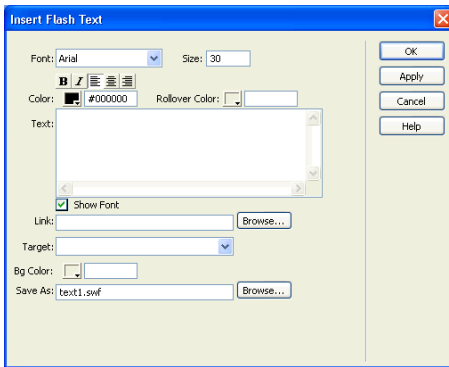 Insert Flash Text
Font: Arial Size: 30 OK
B I Apply
Color: #000000 Rollover Color: Cancel
Text: Help
Show Font
Link: Browse...
Target:
Bg Color:
Save As: text1.swf Browse...